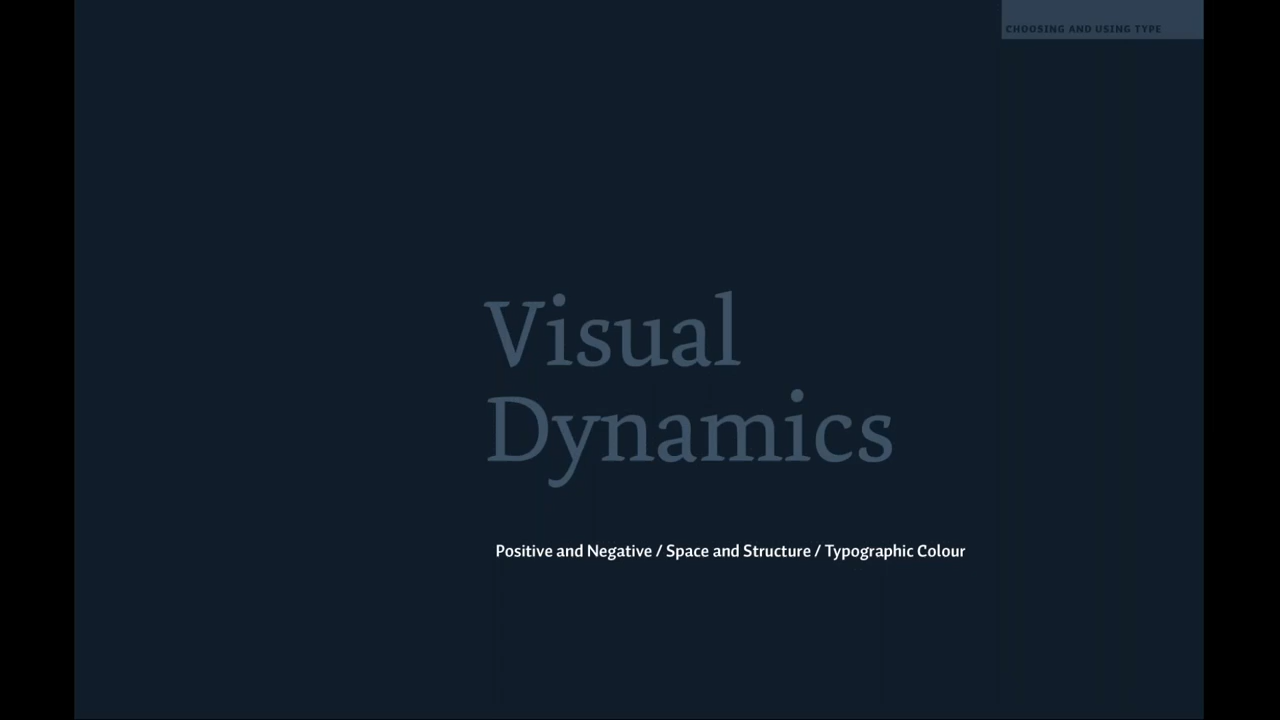 CHOOSING AND USING TYPE
Visual
Dynamics
Positive and Negative / Space and Structure / Typographic Colour